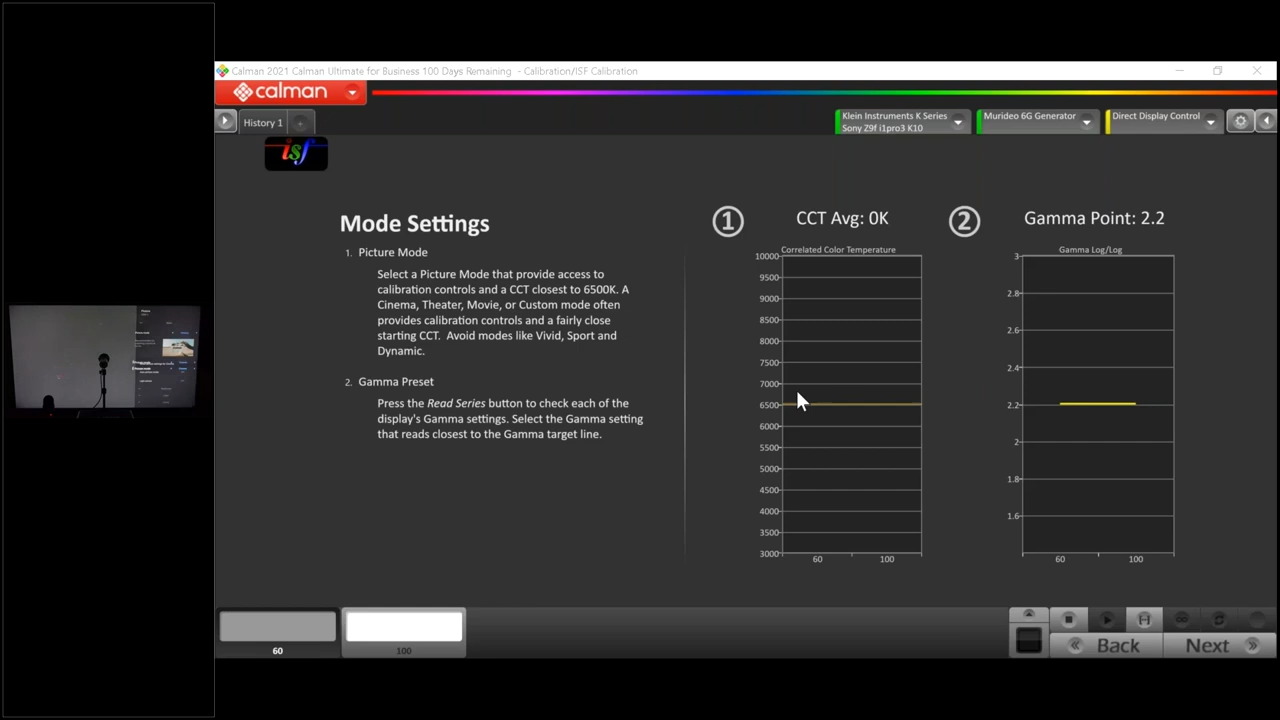 Calman 2021 Calman Ultimate for Business 100 Days Remaining - Calibration/ISF Calibration
calman
History 1
+
Klein Instruments K Series
Sony Z9f i1pro3 K10
Murideo 6G Generator
Direct Display Control
isf
Mode Settings
1. Picture Mode
Select a Picture Mode that provide access to
calibration controls and a CCT closest to 6500K. A
Cinema, Theater, Movie, or Custom mode often
provides calibration controls and a fairly close
starting CCT. Avoid modes like Vivid, Sport and
Dynamic.
2. Gamma Preset
Press the Read Series button to check each of the
display's Gamma settings. Select the Gamma setting
that reads closest to the Gamma target line.
1
CCT Avg: 0K
Correlated Color Temperature
10000
9500
9000
8500
8000
7500
7000
6500
6000
5500
5000
4500
4000
3500
3000
60 100
2
Gamma Point: 2.2
Gamma Log/Log
3
2.8
2.6
2.4
2.2
2
1.8
1.6
60 100
60
100
« Back
Next »